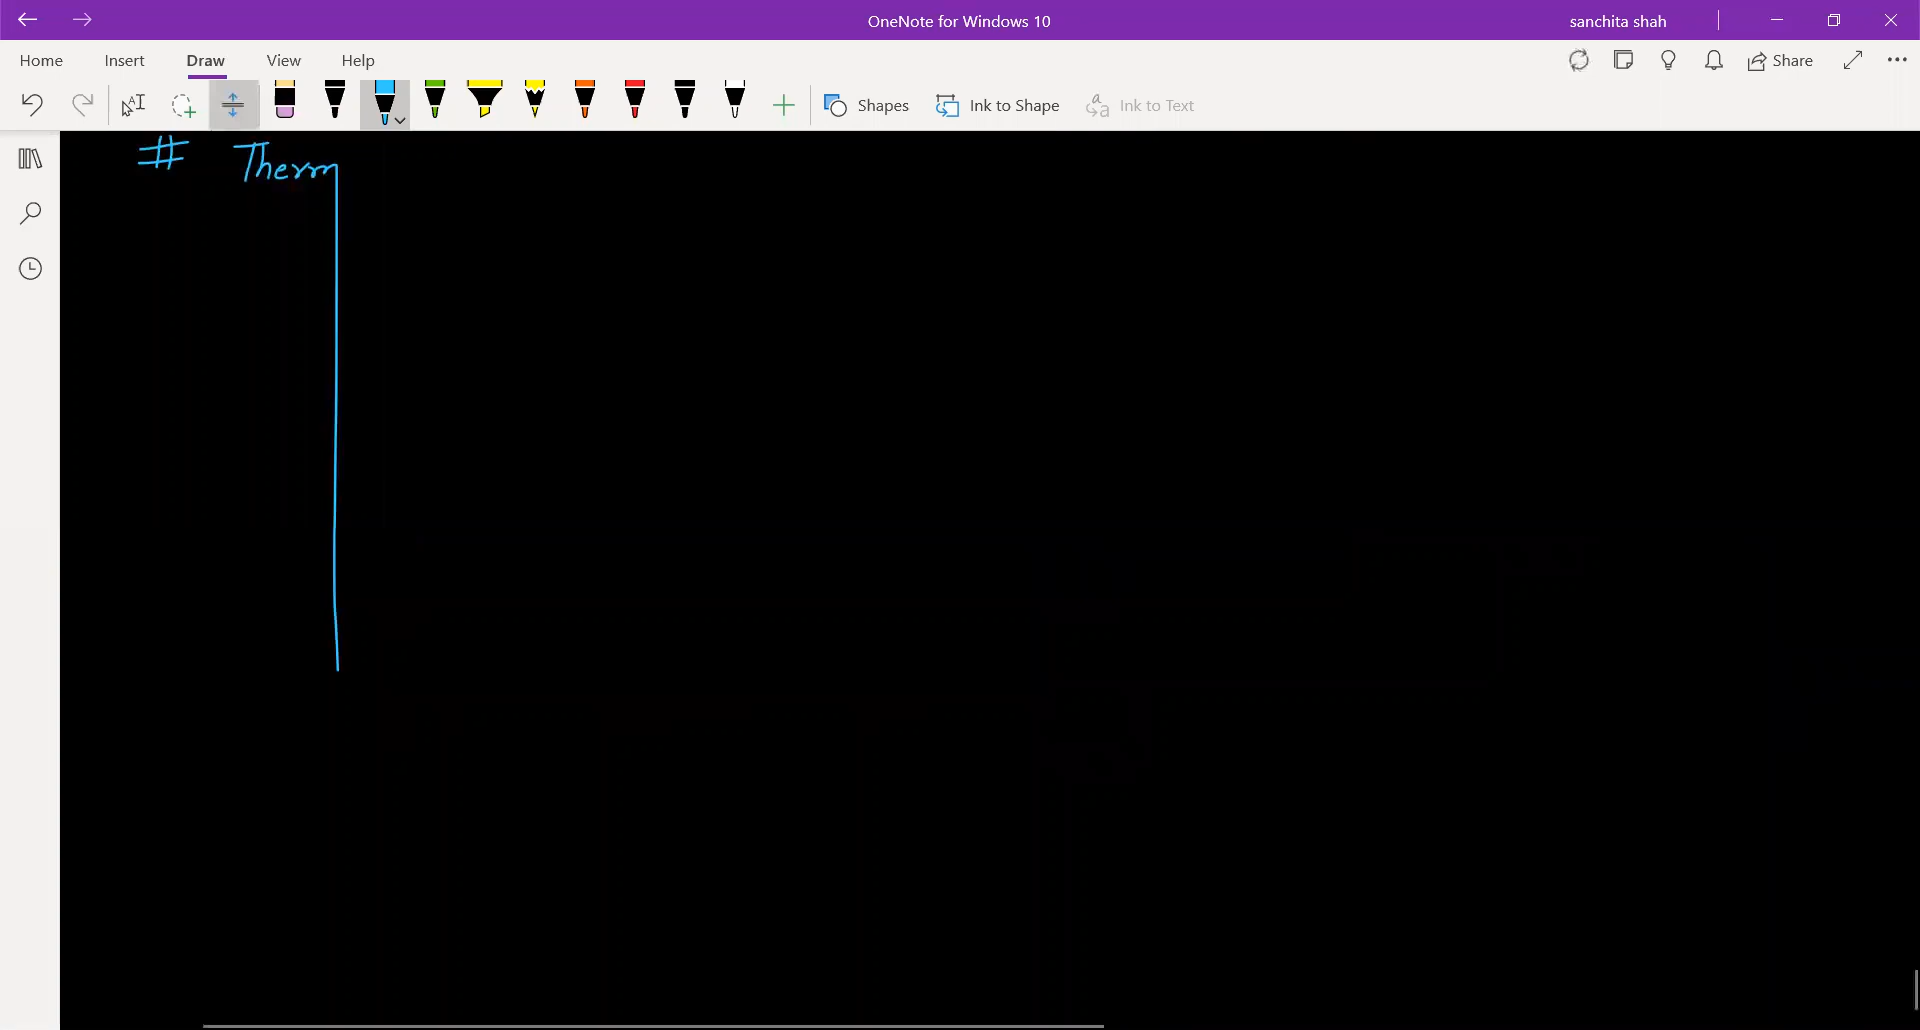 OneNote for Windows 10
sanchita shah
Home Insert Draw View Help
Share
Shapes Ink to Shape Ink to Text
# Therm